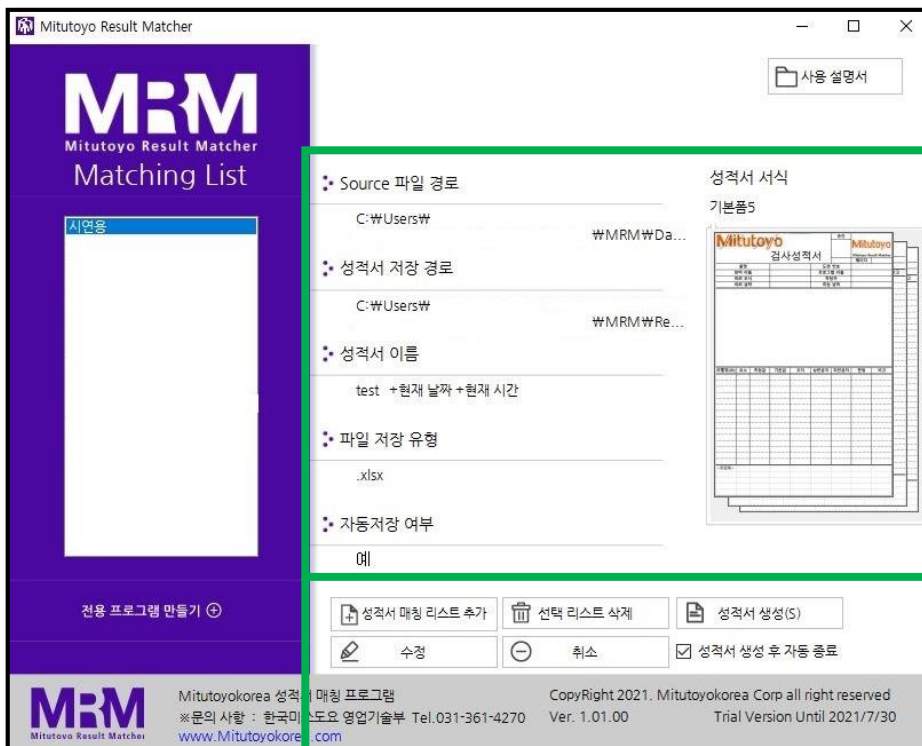 Mitutoyo Result Matcher
사용 설명서
MRM
Mitutoyo Result Matcher
Matching List
시연용
Source 파일 경로
C:₩Users₩
₩MRM₩Da...
성적서 저장 경로
C:₩Users₩
₩MRM₩Re...
성적서 이름
test +현재 날짜 +현재 시간
파일 저장 유형
.xlsx
자동저장 여부
예
성적서 서식
기본폼5
Mitutoyo
검사성적서
Mitutoyo
전용 프로그램 만들기
성적서 매칭 리스트 추가
선택 리스트 삭제
성적서 생성(S)
수정
취소
성적서 생성 후 자동 종료
MRM
Mitutoyo Result Matcher
Mitutoyokorea 성적서 매칭 프로그램
※문의 사항 : 한국미쓰도요 영업기술부 Tel.031-361-4270
www.Mitutoyokorea.com
CopyRight 2021. Mitutoyokorea Corp all right reserved
Ver. 1.01.00
Trial Version Until 2021/7/30